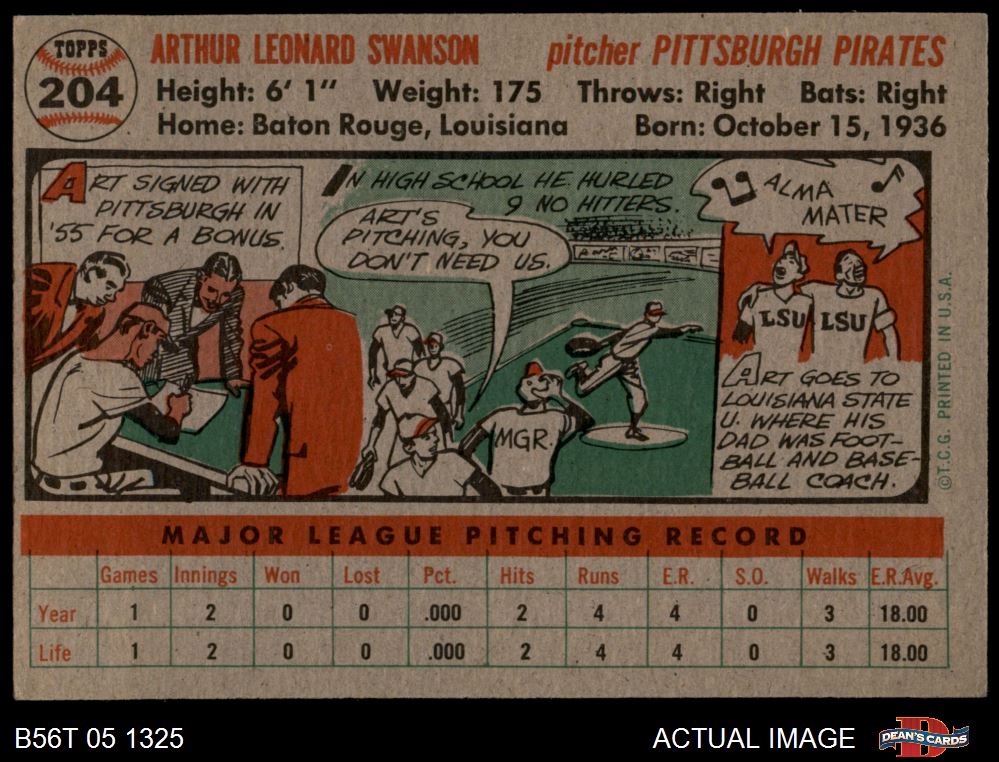 TOPPS
204
ARTHUR LEONARD SWANSON pitcher PITTSBURGH PIRATES
Height: 6' 1" Weight: 175 Throws: Right Bats: Right
Home: Baton Rouge, Louisiana Born: October 15, 1936
ART SIGNED WITH
PITTSBURGH IN
'55 FOR A BONUS.
IN HIGH SCHOOL HE HURLED
9 NO HITTERS.
ART'S
PITCHING, YOU
DON'T NEED US.
MGR.
ALMA
MATER
LSU LSU
ART GOES TO
LOUISIANA STATE
U. WHERE HIS
DAD WAS FOOT-
BALL AND BASE-
BALL COACH.
©T.C.G. PRINTED IN U.S.A.
MAJOR LEAGUE PITCHING RECORD
Games Innings Won Lost Pct. Hits Runs E.R. S.O. Walks E.R.Avg.
Year 1 2 0 0 .000 2 4 4 0 3 18.00
Life 1 2 0 0 .000 2 4 4 0 3 18.00
B56T 05 1325 ACTUAL IMAGE
D
DEAN'S CARDS